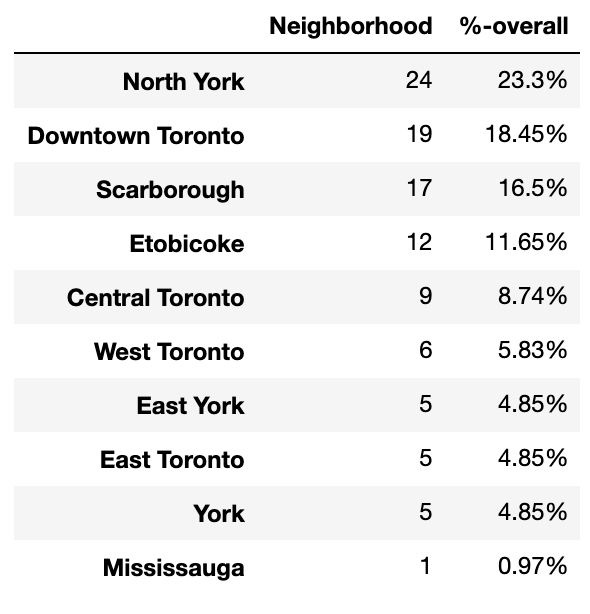 Neighborhood %-overall
North York 24 23.3%
Downtown Toronto 19 18.45%
Scarborough 17 16.5%
Etobicoke 12 11.65%
Central Toronto 9 8.74%
West Toronto 6 5.83%
East York 5 4.85%
East Toronto 5 4.85%
York 5 4.85%
Mississauga 1 0.97%